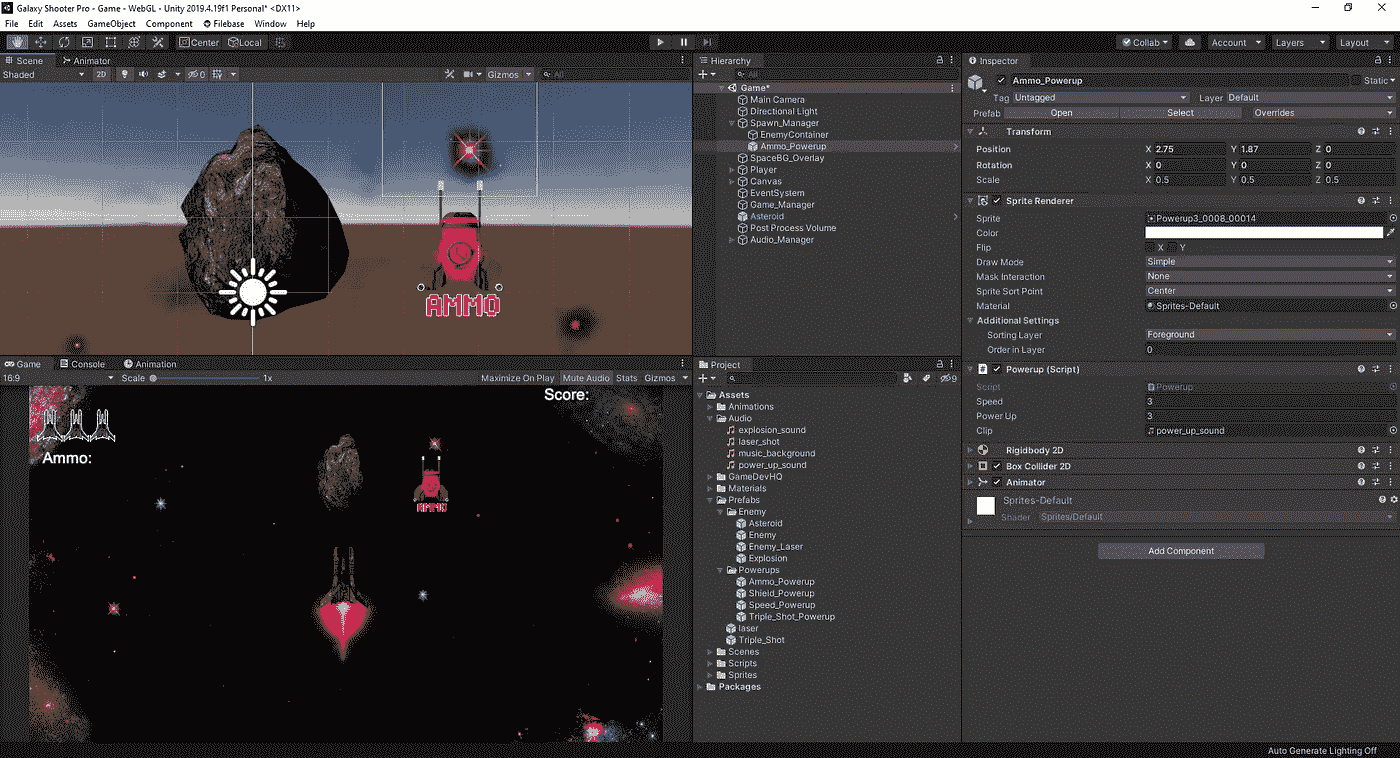 Galaxy Shooter Pro - Game - WebGL - Unity 2019.4.19f1 Personal* <DX11>
File Edit Assets GameObject Component Filebase Window Help
Center Local Collab Account Layers Layout
Scene Animator
Shaded 2D 0 Gizmos All
AMMO
Game Console Animation
16:9 Scale 1x Maximize On Play Mute Audio Stats Gizmos
Score:
Ammo:
AMMO
Hierarchy
All
Game*
Main Camera
Directional Light
Spawn_Manager
EnemyContainer
Ammo_Powerup
SpaceBG_Overlay
Player
Canvas
EventSystem
Game_Manager
Asteroid
Post Process Volume
Audio_Manager
Project
9
Assets
Animations
Audio
explosion_sound
laser_shot
music_background
power_up_sound
GameDevHQ
Materials
Prefabs
Enemy
Asteroid
Enemy
Enemy_Laser
Explosion
Powerups
Ammo_Powerup
Shield_Powerup
Speed_Powerup
Triple_Shot_Powerup
laser
Triple_Shot
Scenes
Scripts
Sprites
Packages
Inspector
Ammo_Powerup Static
Tag Untagged Layer Default
Prefab Open Select Overrides
Transform
Position X 2.75 Y 1.87 Z 0
Rotation X 0 Y 0 Z 0
Scale X 0.5 Y 0.5 Z 0.5
Sprite Renderer
Sprite Powerup3_0008_00014
Color
Flip X Y
Draw Mode Simple
Mask Interaction None
Sprite Sort Point Center
Material Sprites-Default
Additional Settings
Sorting Layer Foreground
Order in Layer 0
Powerup (Script)
Script Powerup
Speed 3
Power Up 3
Clip power_up_sound
Rigidbody 2D
Box Collider 2D
Animator
Sprites-Default
Shader Sprites/Default
Add Component
Auto Generate Lighting Off